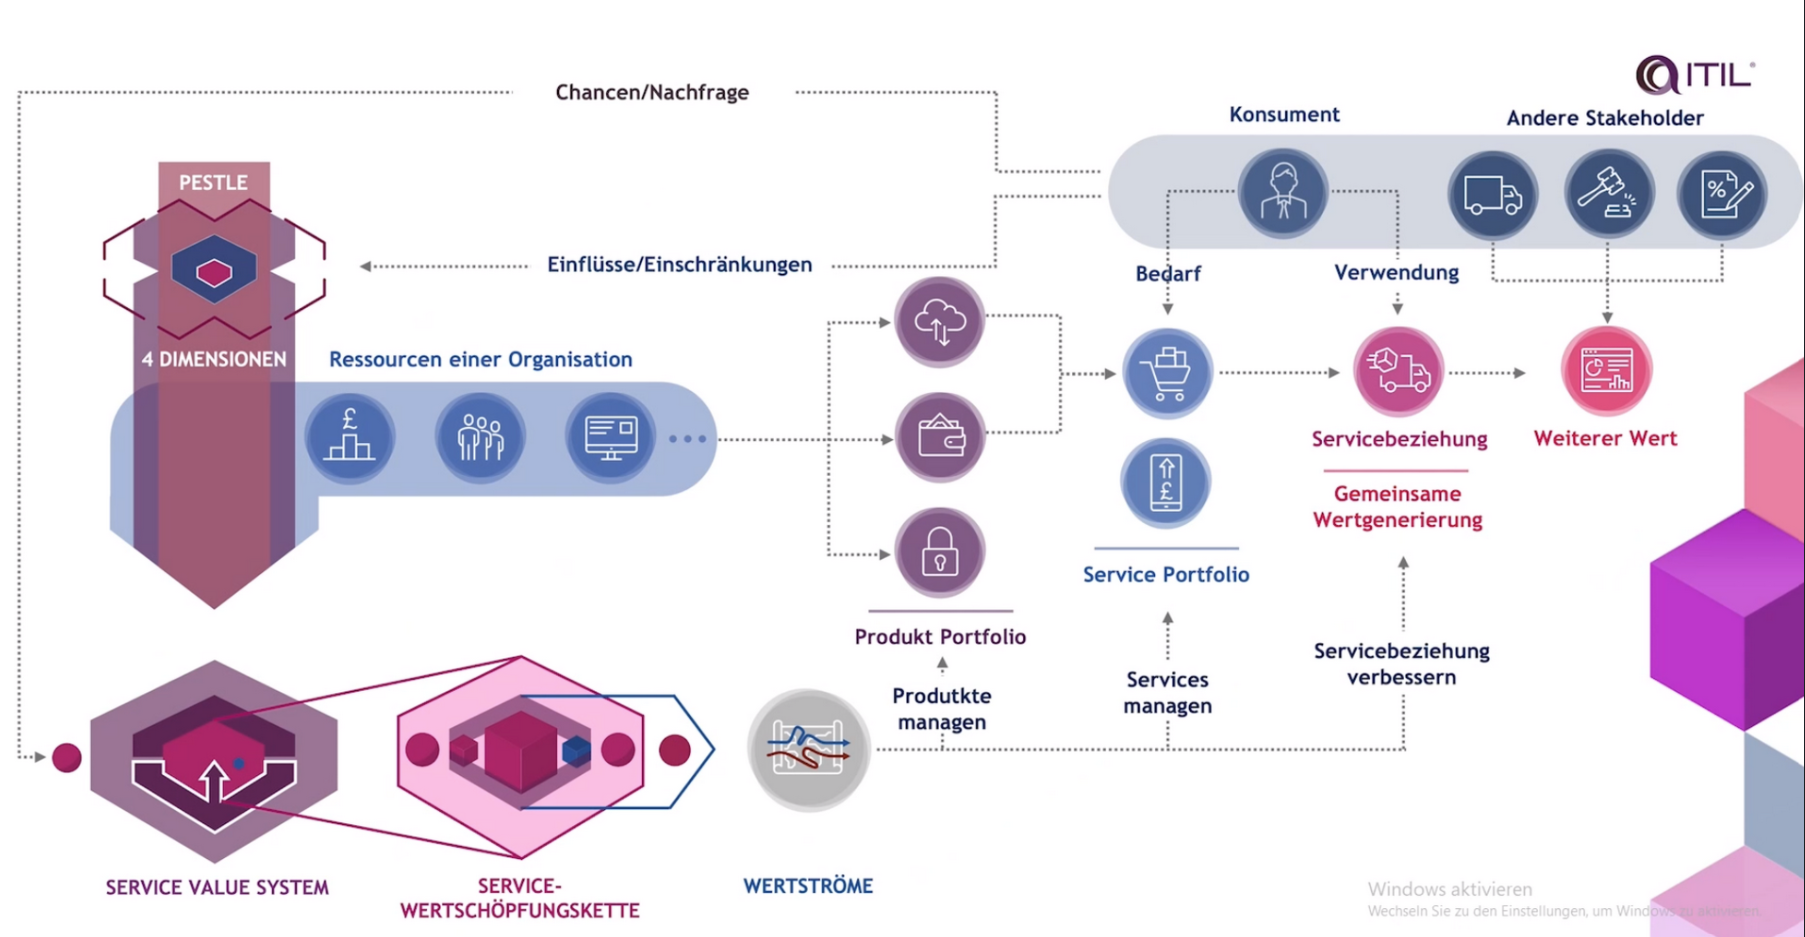 Chancen/Nachfrage
ITIL®
Konsument
Andere Stakeholder
PESTLE
Einflüsse/Einschränkungen
Bedarf
Verwendung
4 DIMENSIONEN
Ressourcen einer Organisation
£
%
Servicebeziehung
Weiterer Wert
£
Gemeinsame
Wertgenerierung
Service Portfolio
Produkt Portfolio
Servicebeziehung
verbessern
Services
managen
Produtkte
managen
SERVICE VALUE SYSTEM
SERVICE-
WERTSCHÖPFUNGSKETTE
WERTSTRÖME
Windows aktivieren
Wechseln Sie zu den Einstellungen, um Windows zu aktivieren.